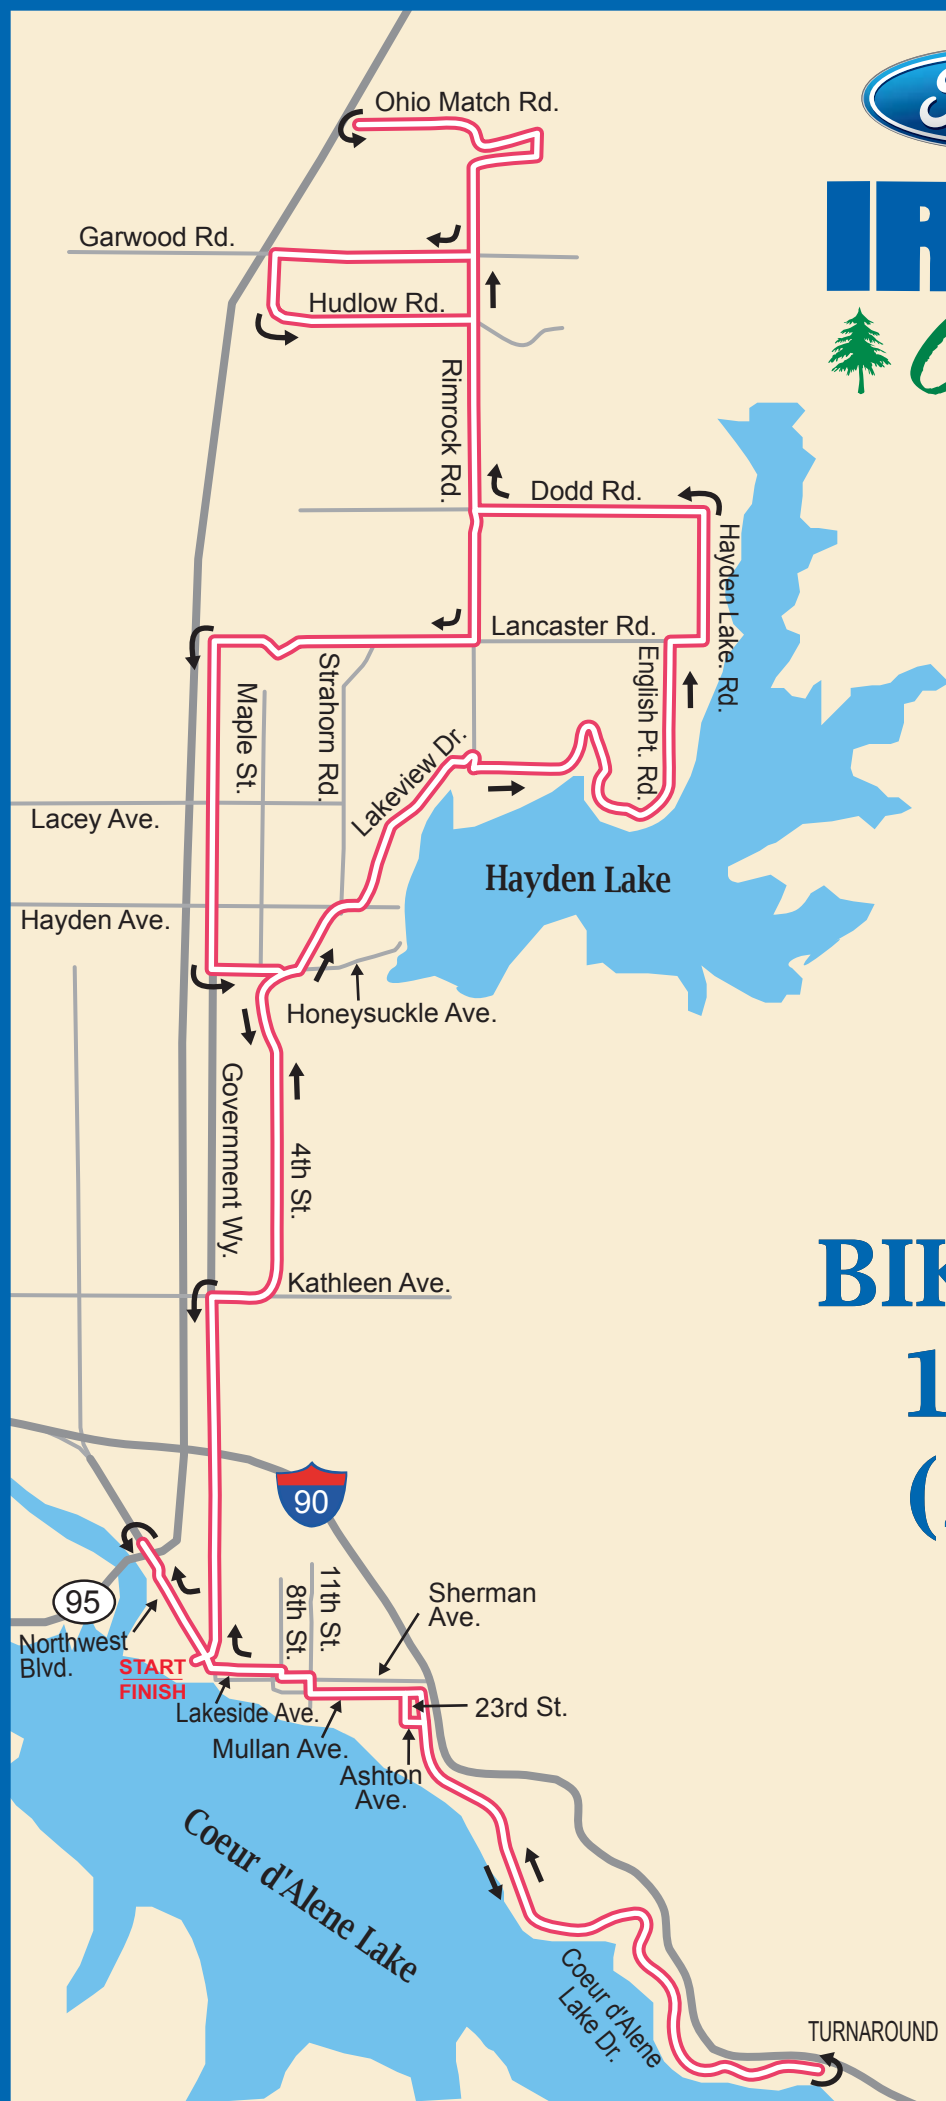 Ohio Match Rd.
Garwood Rd.
Hudlow Rd.
IR
Rimrock Rd.
Dodd Rd.
Hayden Lake. Rd.
Lancaster Rd.
English Pt. Rd.
Strahorn Rd.
Maple St.
Lakeview Dr.
Lacey Ave.
Hayden Lake
Hayden Ave.
Honeysuckle Ave.
Government Wy.
4th St.
Kathleen Ave.
BIK
1
(
90
95
11th St.
8th St.
Sherman
Ave.
Northwest
Blvd.
START
FINISH
Lakeside Ave.
23rd St.
Mullan Ave.
Ashton
Ave.
Coeur d'Alene Lake
Coeur d'Alene
Lake Dr.
TURNAROUND